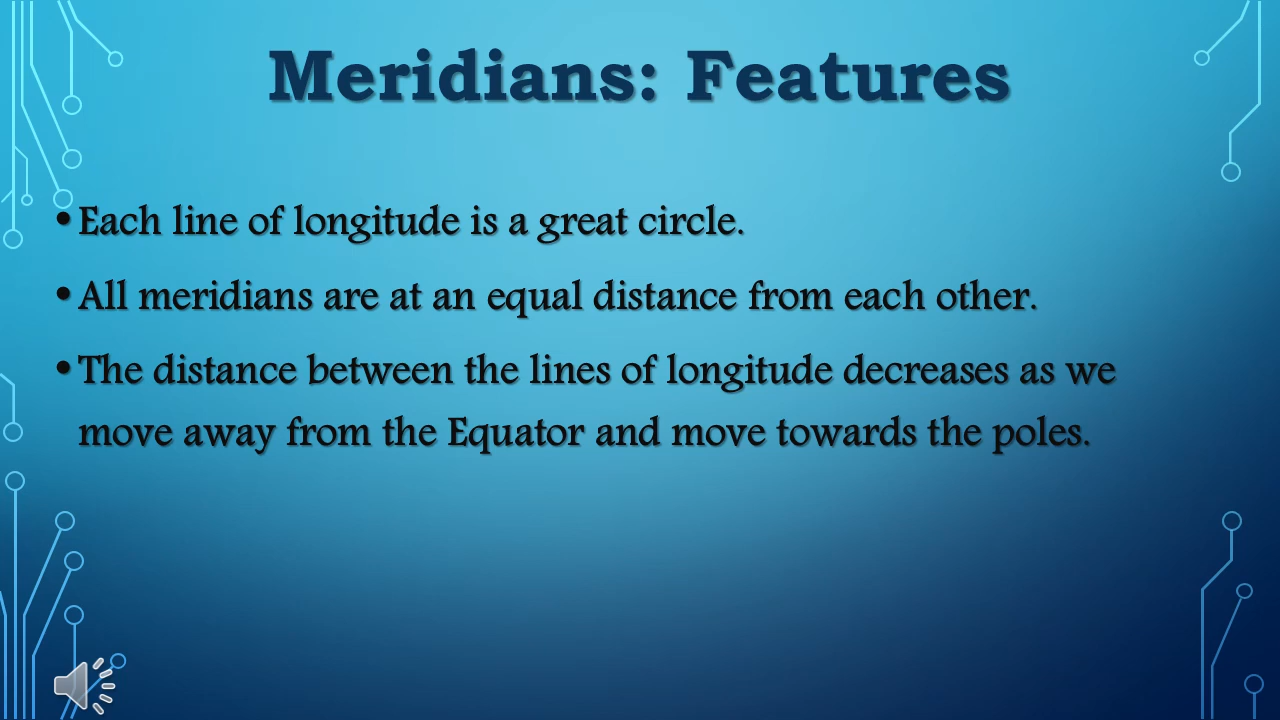 Meridians: Features
• Each line of longitude is a great circle.
• All meridians are at an equal distance from each other.
• The distance between the lines of longitude decreases as we
move away from the Equator and move towards the poles.